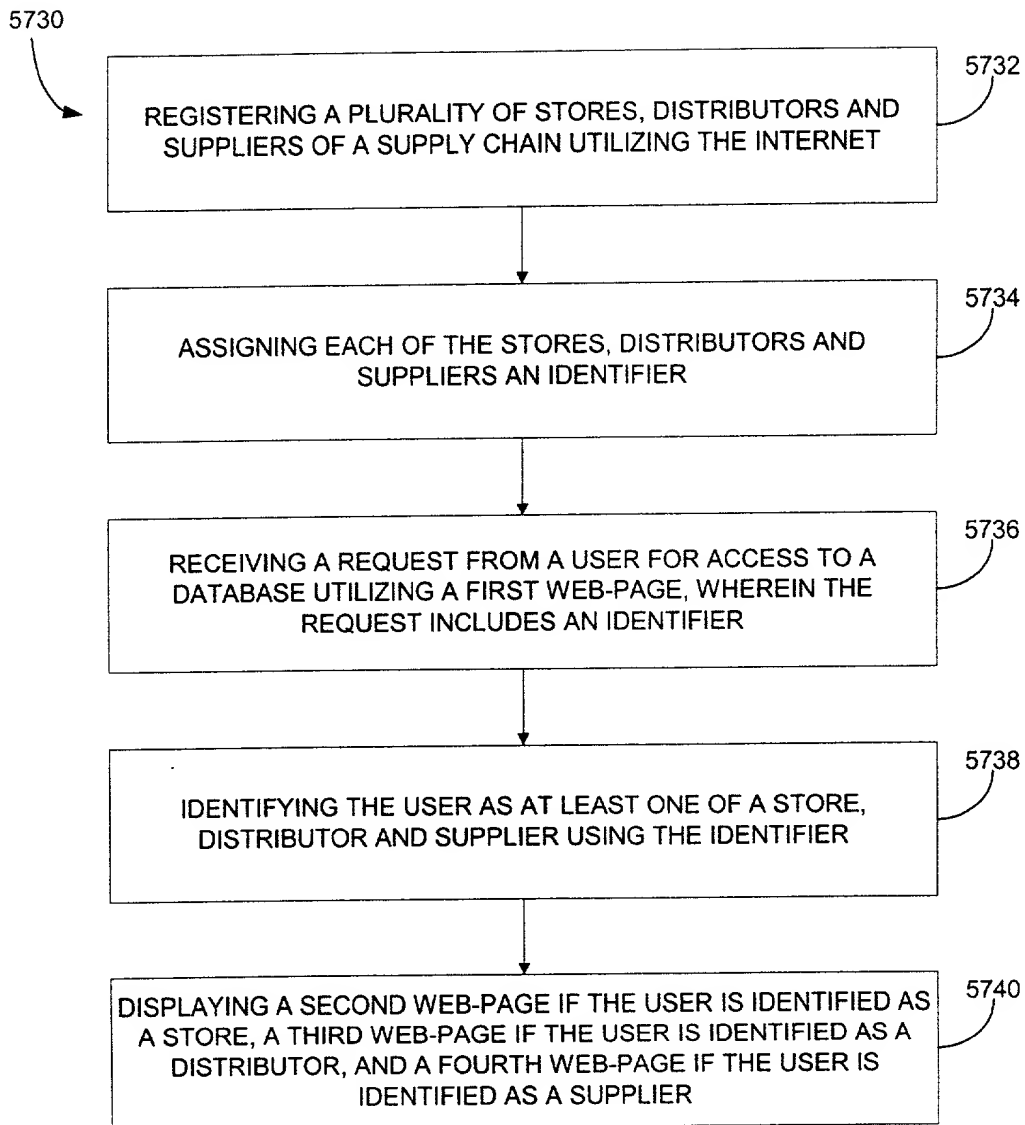 5730
5732
REGISTERING A PLURALITY OF STORES, DISTRIBUTORS AND
SUPPLIERS OF A SUPPLY CHAIN UTILIZING THE INTERNET
5734
ASSIGNING EACH OF THE STORES, DISTRIBUTORS AND
SUPPLIERS AN IDENTIFIER
5736
RECEIVING A REQUEST FROM A USER FOR ACCESS TO A
DATABASE UTILIZING A FIRST WEB-PAGE, WHEREIN THE
REQUEST INCLUDES AN IDENTIFIER
5738
IDENTIFYING THE USER AS AT LEAST ONE OF A STORE,
DISTRIBUTOR AND SUPPLIER USING THE IDENTIFIER
5740
DISPLAYING A SECOND WEB-PAGE IF THE USER IS IDENTIFIED AS
A STORE, A THIRD WEB-PAGE IF THE USER IS IDENTIFIED AS A
DISTRIBUTOR, AND A FOURTH WEB-PAGE IF THE USER IS
IDENTIFIED AS A SUPPLIER